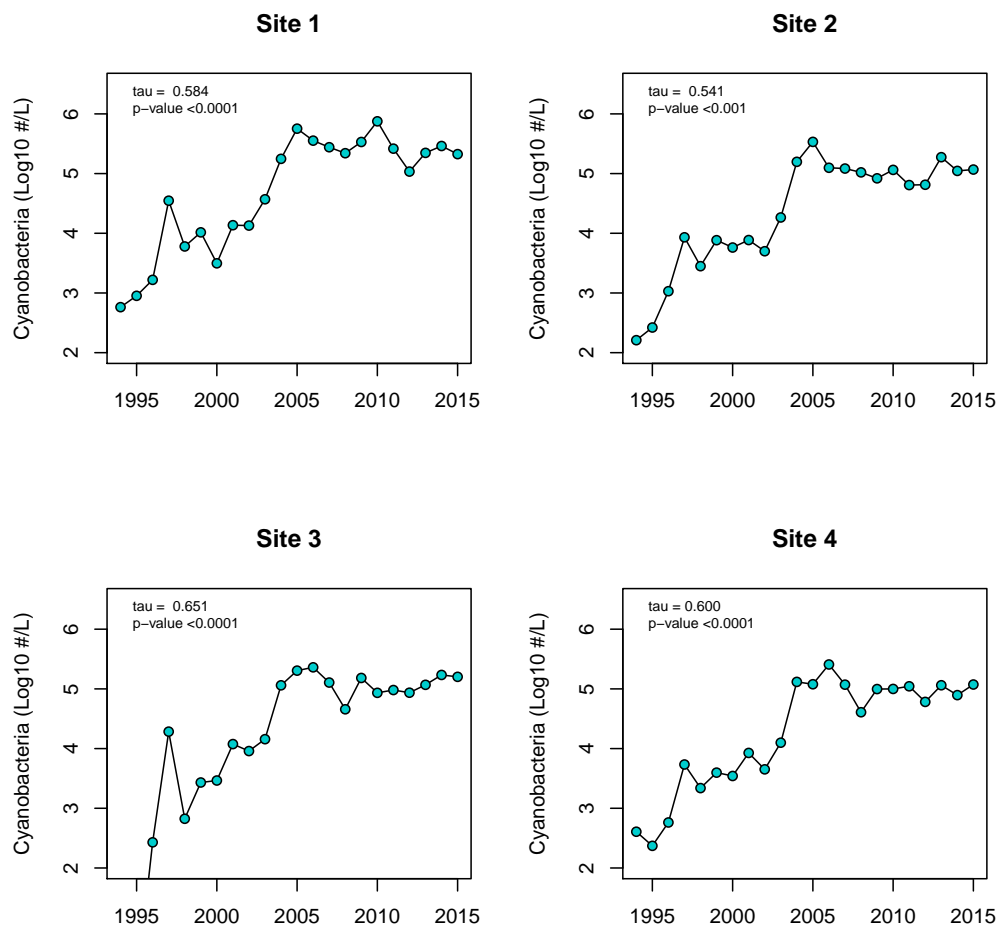 Site 1
tau =  0.584
p−value <0.0001
Cyanobacteria (Log10 #/L)
6
5
4
3
2
1995 2000 2005 2010 2015
Site 2
tau =  0.541
p−value <0.001
Cyanobacteria (Log10 #/L)
6
5
4
3
2
1995 2000 2005 2010 2015
Site 3
tau =  0.651
p−value <0.0001
Cyanobacteria (Log10 #/L)
6
5
4
3
2
1995 2000 2005 2010 2015
Site 4
tau = 0.600
p−value <0.0001
Cyanobacteria (Log10 #/L)
6
5
4
3
2
1995 2000 2005 2010 2015